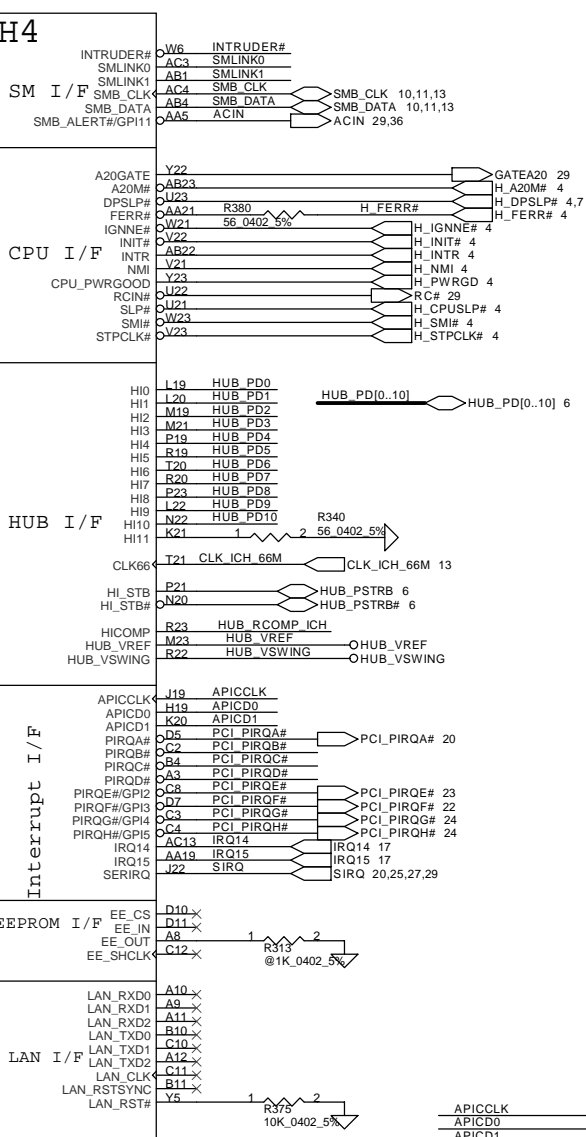 H4
SM I/F
INTRUDER# W6 INTRUDER#
SMLINK0 AC3 SMLINK0
SMLINK1 AB1 SMLINK1
SMB_CLK AC4 SMB_CLK SMB_CLK 10,11,13
SMB_DATA AB4 SMB_DATA SMB_DATA 10,11,13
SMB_ALERT#/GPI11 AA5 ACIN ACIN 29,36
CPU I/F
A20GATE Y22 GATEA20 29
A20M# AB23 H_A20M# 4
DPSLP# U23 H_DPSLP# 4,7
FERR# AA21 R380 H_FERR# H_FERR# 4
56_0402_5%
IGNNE# W21 H_IGNNE# 4
INIT# V22 H_INIT# 4
INTR AB22 H_INTR 4
NMI V21 H_NMI 4
CPU_PWRGOOD Y23 H_PWRGD 4
RCIN# U22 RC# 29
SLP# U21 H_CPUSLP# 4
SMI# W23 H_SMI# 4
STPCLK# V23 H_STPCLK# 4
HUB I/F
HI0 L19 HUB_PD0
HI1 L20 HUB_PD1 HUB_PD[0..10] HUB_PD[0..10] 6
HI2 M19 HUB_PD2
HI3 M21 HUB_PD3
HI4 P19 HUB_PD4
HI5 R19 HUB_PD5
HI6 T20 HUB_PD6
HI7 R20 HUB_PD7
HI8 P23 HUB_PD8
HI9 L22 HUB_PD9
HI10 N22 HUB_PD10 R340
HI11 K21 1 2 56_0402_5%
CLK66 T21 CLK_ICH_66M CLK_ICH_66M 13
HI_STB P21 HUB_PSTRB 6
HI_STB# N20 HUB_PSTRB# 6
HICOMP R23 HUB_RCOMP_ICH
HUB_VREF M23 HUB_VREF HUB_VREF
HUB_VSWING R22 HUB_VSWING HUB_VSWING
Interrupt I/F
APICCLK J19 APICCLK
APICD0 H19 APICD0
APICD1 K20 APICD1
PIRQA# D5 PCI_PIRQA# PCI_PIRQA# 20
PIRQB# C2 PCI_PIRQB#
PIRQC# B4 PCI_PIRQC#
PIRQD# A3 PCI_PIRQD#
PIRQE#/GPI2 C8 PCI_PIRQE# PCI_PIRQE# 23
PIRQF#/GPI3 D7 PCI_PIRQF# PCI_PIRQF# 22
PIRQG#/GPI4 C3 PCI_PIRQG# PCI_PIRQG# 24
PIRQH#/GPI5 C4 PCI_PIRQH# PCI_PIRQH# 24
IRQ14 AC13 IRQ14 IRQ14 17
IRQ15 AA19 IRQ15 IRQ15 17
SERIRQ J22 SIRQ SIRQ 20,25,27,29
EEPROM I/F
EE_CS D10
EE_IN D11
EE_OUT A8 1 2
EE_SHCLK C12 R313
@1K_0402_5%
LAN I/F
LAN_RXD0 A10
LAN_RXD1 A9
LAN_RXD2 A11
LAN_TXD0 B10
LAN_TXD1 C10
LAN_TXD2 A12
LAN_CLK C11
LAN_RSTSYNC B11
LAN_RST# Y5 1 2
R375
10K_0402_5%
APICCLK
APICD0
APICD1